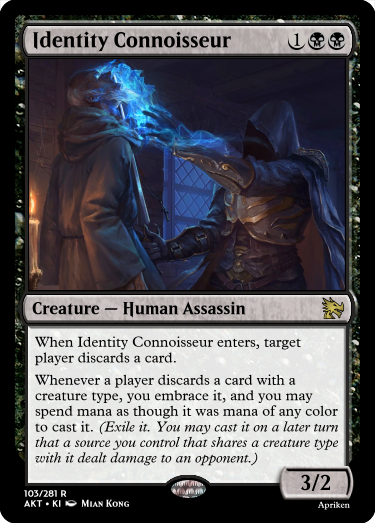 Identity Connoisseur 1
Creature — Human Assassin
When Identity Connoisseur enters, target
player discards a card.
Whenever a player discards a card with a
creature type, you embrace it, and you may
spend mana as though it was mana of any color
to cast it. (Exile it. You may cast it on a later turn
that a source you control that shares a creature type
with it dealt damage to an opponent.)
3/2
103/281 R
AKT • KI Mian Kong
Apriken